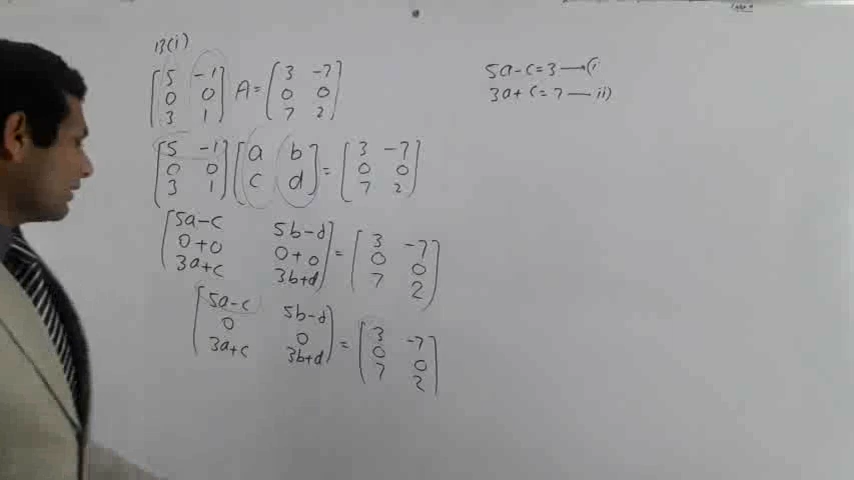 13(i)
[5 -1] A = [3 -7]
[0 0] [0 0]
[3 1] [7 2]
[5 -1] [a b] = [3 -7]
[0 0] [c d] [0 0]
[3 1] [7 2]
[5a-c 5b-d] = [3 -7]
[0+0 0+0] [0 0]
[3a+c 3b+d] [7 2]
[5a-c 5b-d] = [3 -7]
[0 0] [0 0]
[3a+c 3b+d] [7 2]
5a-c=3 —(i
3a+c=7 — ii)